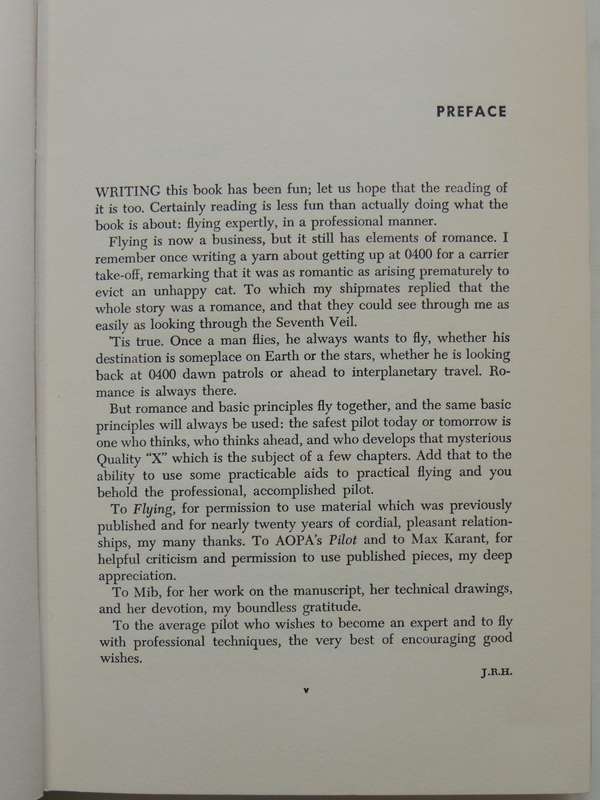 PREFACE
WRITING this book has been fun; let us hope that the reading of
it is too. Certainly reading is less fun than actually doing what the
book is about: flying expertly, in a professional manner.
Flying is now a business, but it still has elements of romance. I
remember once writing a yarn about getting up at 0400 for a carrier
take-off, remarking that it was as romantic as arising prematurely to
evict an unhappy cat. To which my shipmates replied that the
whole story was a romance, and that they could see through me as
easily as looking through the Seventh Veil.
'Tis true. Once a man flies, he always wants to fly, whether his
destination is someplace on Earth or the stars, whether he is looking
back at 0400 dawn patrols or ahead to interplanetary travel. Ro-
mance is always there.
But romance and basic principles fly together, and the same basic
principles will always be used: the safest pilot today or tomorrow is
one who thinks, who thinks ahead, and who develops that mysterious
Quality “X” which is the subject of a few chapters. Add that to the
ability to use some practicable aids to practical flying and you
behold the professional, accomplished pilot.
To Flying, for permission to use material which was previously
published and for nearly twenty years of cordial, pleasant relation-
ships, my many thanks. To AOPA's Pilot and to Max Karant, for
helpful criticism and permission to use published pieces, my deep
appreciation.
To Mib, for her work on the manuscript, her technical drawings,
and her devotion, my boundless gratitude.
To the average pilot who wishes to become an expert and to fly
with professional techniques, the very best of encouraging good
wishes.
J.R.H.
v